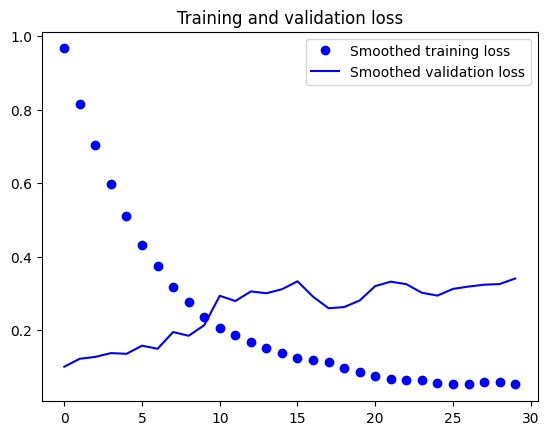 Training and validation loss
Smoothed training loss
Smoothed validation loss
1.0
0.8
0.6
0.4
0.2
0 5 10 15 20 25 30